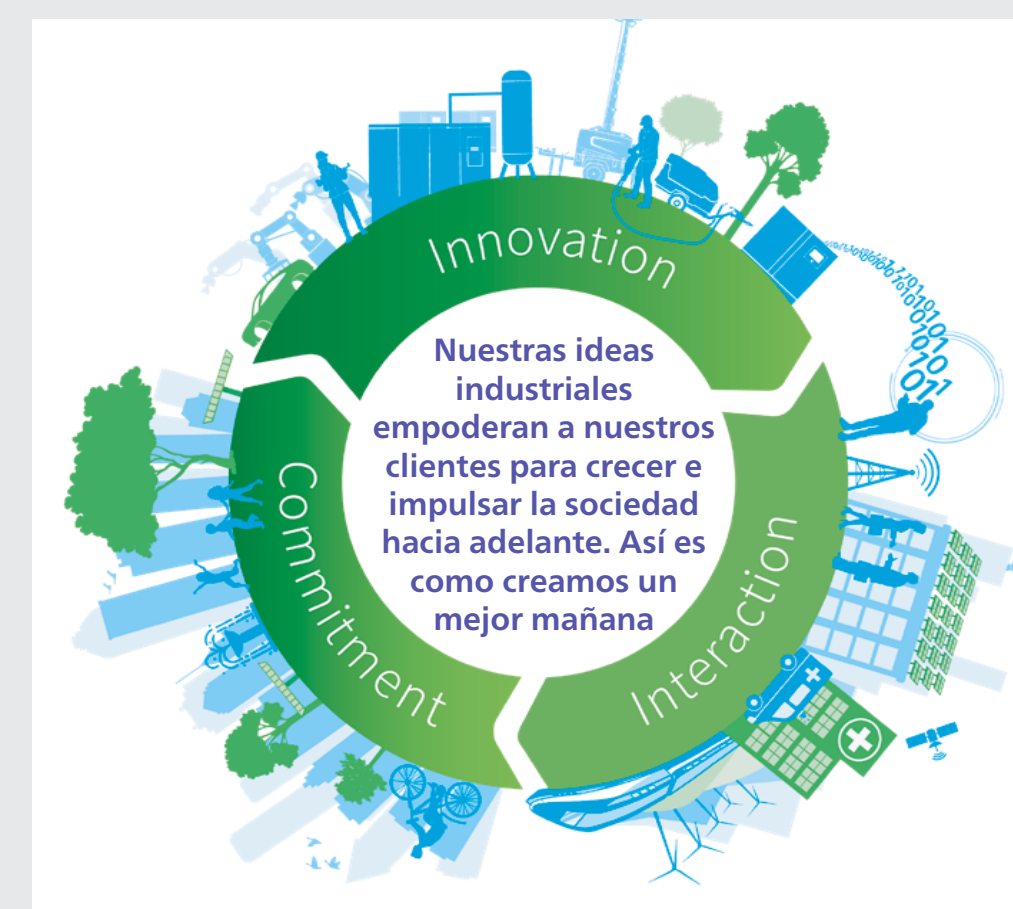 Innovation
Nuestras ideas
industriales
empoderan a nuestros
clientes para crecer e
impulsar la sociedad
hacia adelante. Así es
como creamos un
mejor mañana
Interaction
Commitment